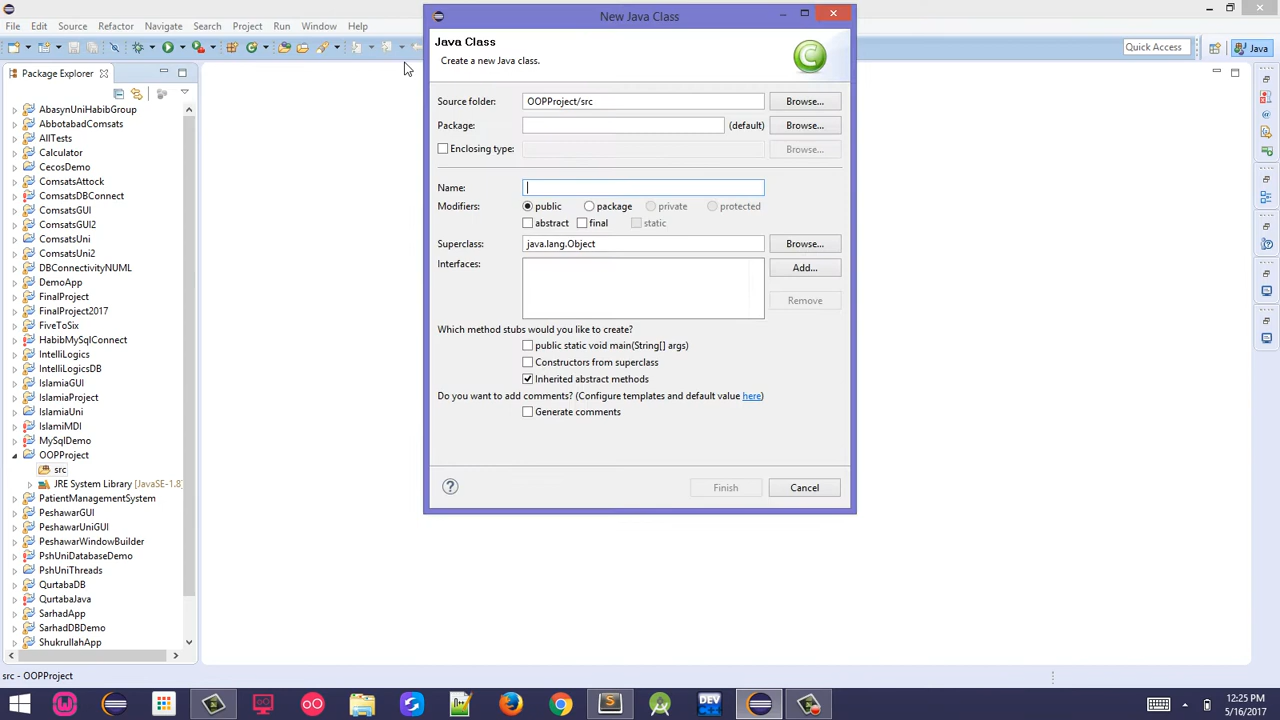 New Java Class
File Edit Source Refactor Navigate Search Project Run Window Help
Quick Access
Java
Package Explorer
AbasynUniHabibGroup
AbbotabadComsats
AllTests
Calculator
CecosDemo
ComsatsAttock
ComsatsDBConnect
ComsatsGUI
ComsatsGUI2
ComsatsUni
ComsatsUni2
DBConnectivityNUML
DemoApp
FinalProject
FinalProject2017
FiveToSix
HabibMySqlConnect
IntelliLogics
IntelliLogicsDB
IslamiaGUI
IslamiaProject
IslamiaUni
IslamiMDI
MySqlDemo
OOPProject
src
JRE System Library [JavaSE-1.8]
PatientManagementSystem
PeshawarGUI
PeshawarUniGUI
PeshawarWindowBuilder
PshUniDatabaseDemo
PshUniThreads
QurtabaDB
QurtabaJava
SarhadApp
SarhadDBDemo
ShukrullahApp
Java Class
Create a new Java class.
Source folder: OOPProject/src Browse...
Package: (default) Browse...
Enclosing type: Browse...
Name:
Modifiers: public package private protected
abstract final static
Superclass: java.lang.Object Browse...
Interfaces: Add...
Remove
Which method stubs would you like to create?
public static void main(String[] args)
Constructors from superclass
Inherited abstract methods
Do you want to add comments? (Configure templates and default value here)
Generate comments
Finish Cancel
src - OOPProject
DEV
12:25 PM
5/16/2017